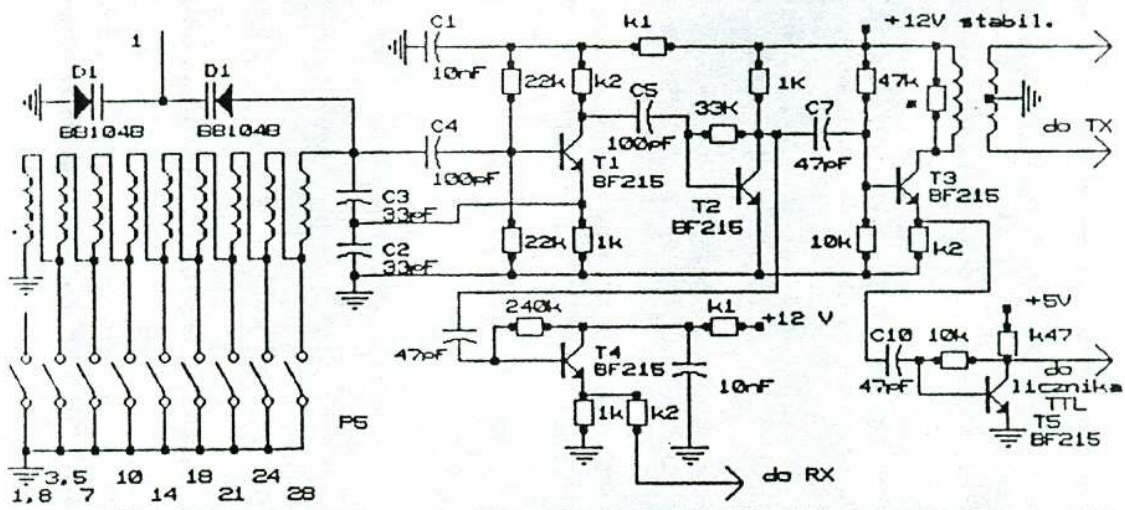 C1
10nF
k1
+12V stabil.
1
D1
D1
BB104B
BB104B
22k
k2
C5
100pF
33k
1k
C7
47pF
47k
*
do TX
C4
100pF
T1
BF215
T2
BF215
T3
BF215
C3
33pF
C2
33pF
22k
1k
10k
k2
240k
k1
+12 V
+5V
47pF
T4
BF215
10nF
C10
10k
k47
47pF
do
licznika
TTL
T5
BF215
1k
k2
P5
do RX
1,8
3,5
7
10
14
18
21
24
28